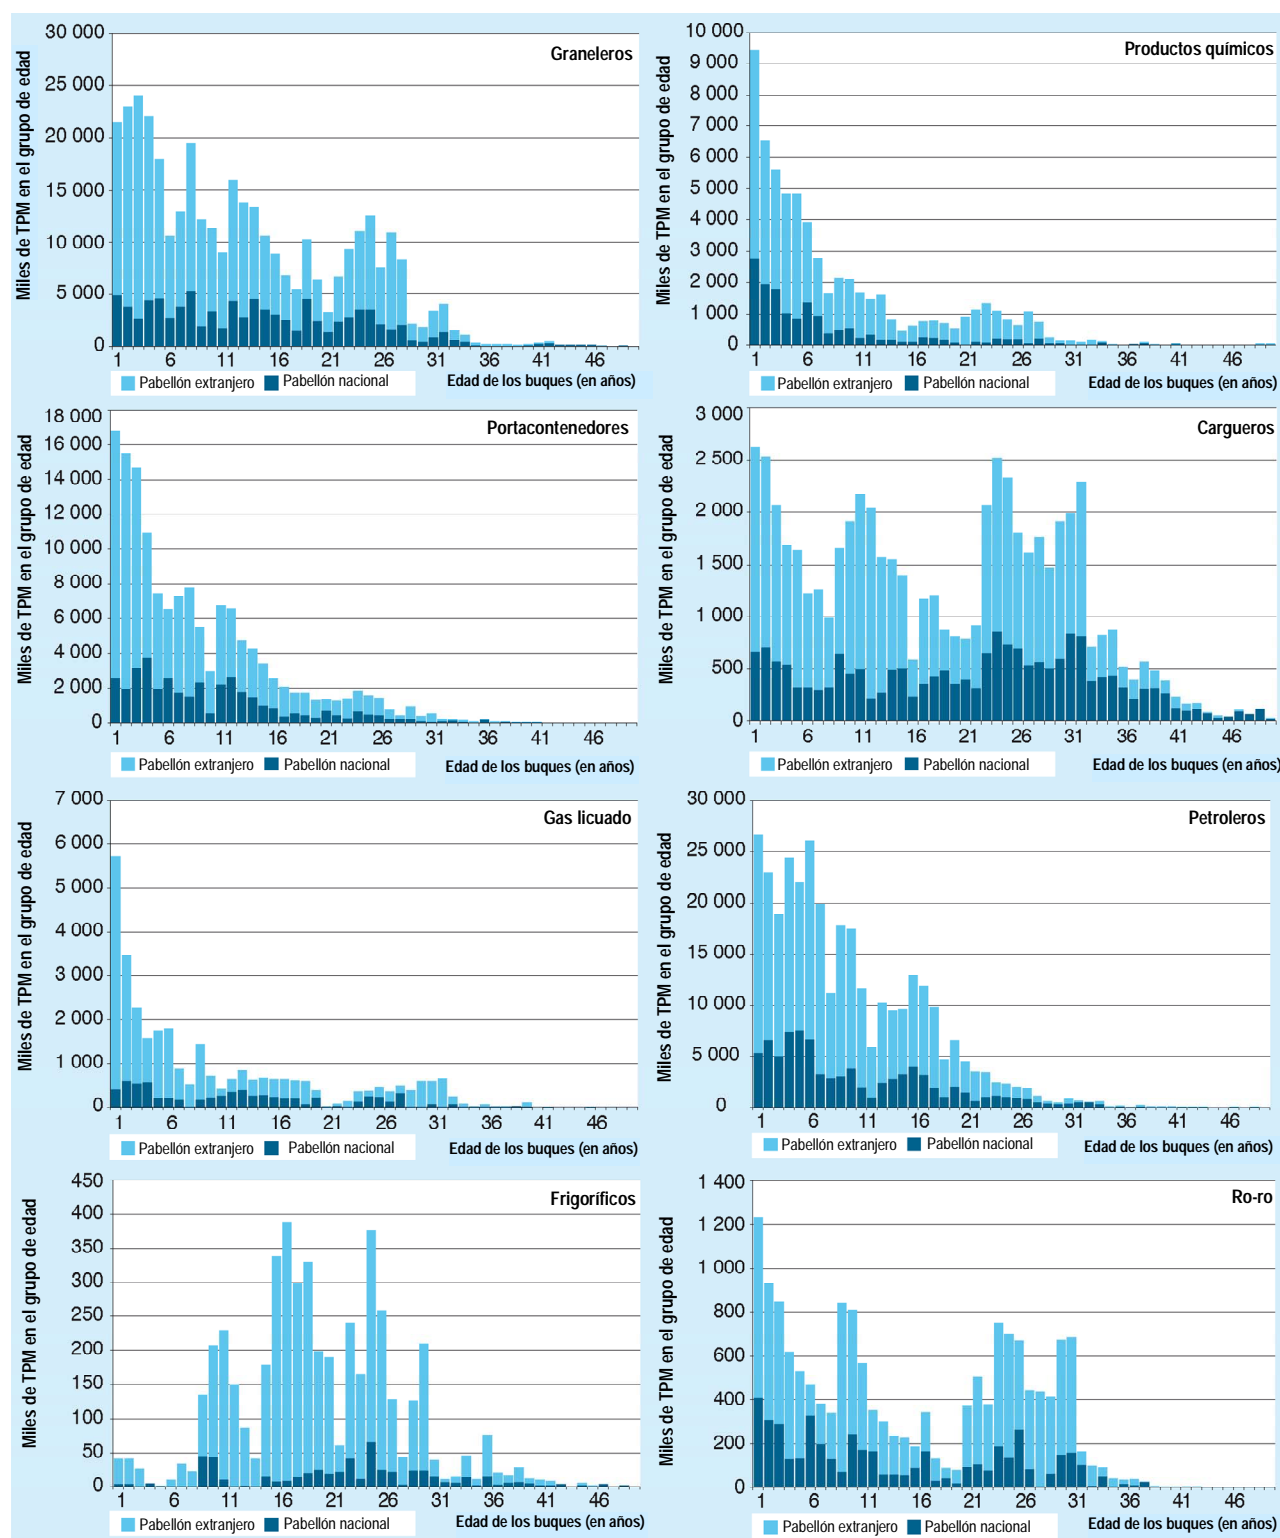 Graneleros
Miles de TPM en el grupo de edad
30 000
25 000
20 000
15 000
10 000
5 000
0
1 6 11 16 21 26 31 36 41 46
Pabellón extranjero Pabellón nacional Edad de los buques (en años)
Productos químicos
Miles de TPM en el grupo de edad
10 000
9 000
8 000
7 000
6 000
5 000
4 000
3 000
2 000
1 000
0
1 6 11 16 21 26 31 36 41 46
Pabellón extranjero Pabellón nacional Edad de los buques (en años)
Portacontenedores
Miles de TPM en el grupo de edad
18 000
16 000
14 000
12 000
10 000
8 000
6 000
4 000
2 000
0
1 6 11 16 21 26 31 36 41 46
Pabellón extranjero Pabellón nacional Edad de los buques (en años)
Cargueros
Miles de TPM en el grupo de edad
3 000
2 500
2 000
1 500
1 000
500
0
1 6 11 16 21 26 31 36 41 46
Pabellón extranjero Pabellón nacional Edad de los buques (en años)
Gas licuado
Miles de TPM en el grupo de edad
7 000
6 000
5 000
4 000
3 000
2 000
1 000
0
1 6 11 16 21 26 31 36 41 46
Pabellón extranjero Pabellón nacional Edad de los buques (en años)
Petroleros
Miles de TPM en el grupo de edad
30 000
25 000
20 000
15 000
10 000
5 000
0
1 6 11 16 21 26 31 36 41 46
Pabellón extranjero Pabellón nacional Edad de los buques (en años)
Frigoríficos
Miles de TPM en el grupo de edad
450
400
350
300
250
200
150
100
50
0
1 6 11 16 21 26 31 36 41 46
Pabellón extranjero Pabellón nacional Edad de los buques (en años)
Ro-ro
Miles de TPM en el grupo de edad
1 400
1 200
1 000
800
600
400
200
0
1 6 11 16 21 26 31 36 41 46
Pabellón extranjero Pabellón nacional Edad de los buques (en años)